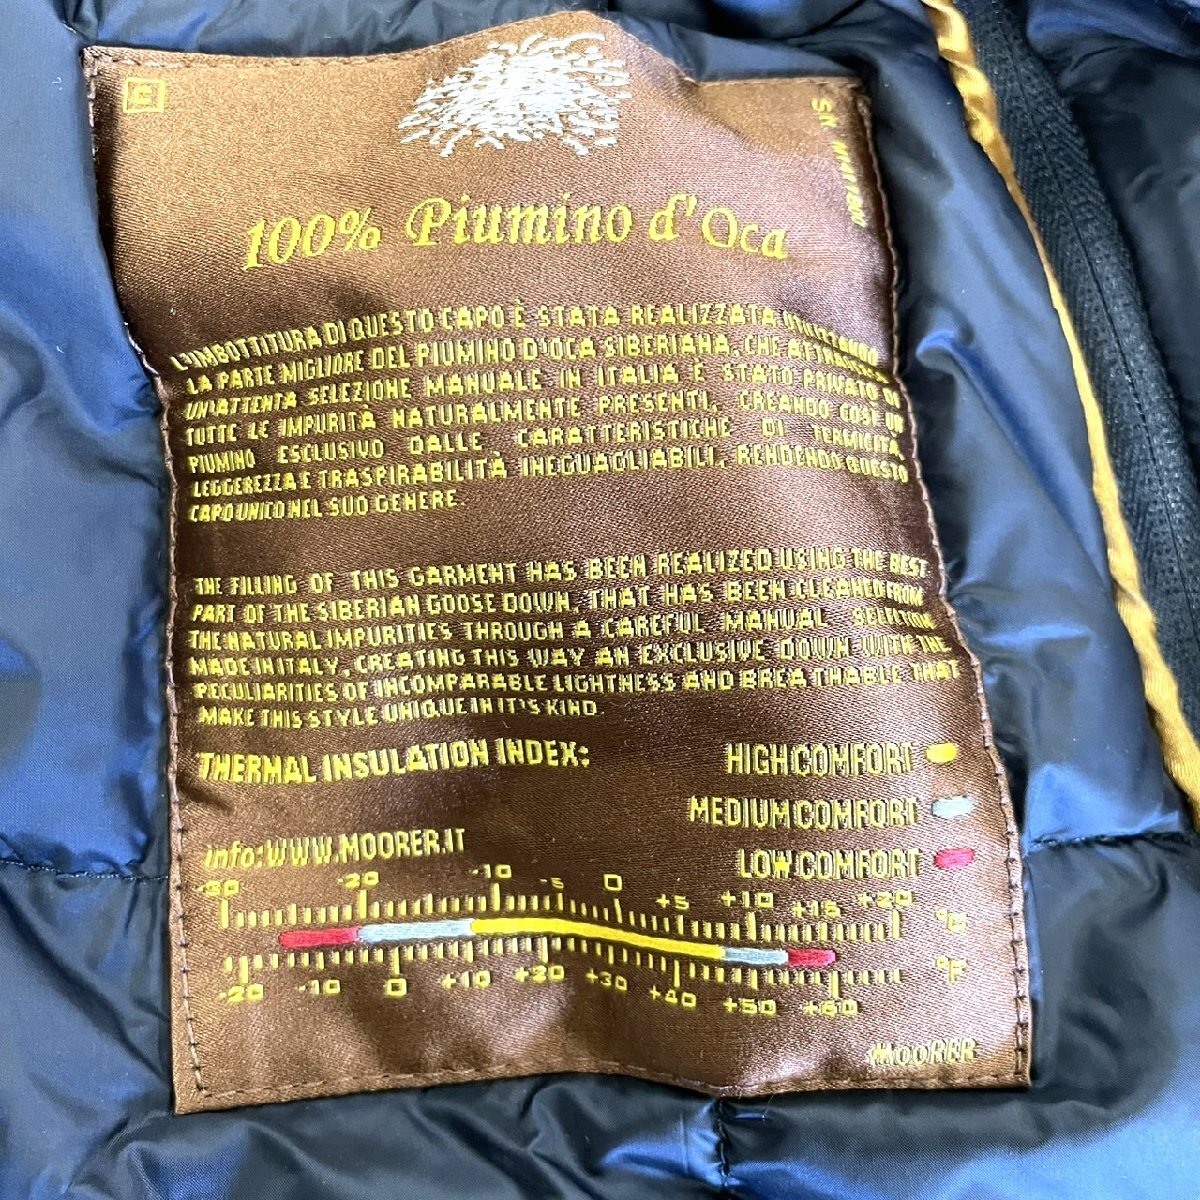 100% Piumino d'Oca
L'IMBOTTITURA DI QUESTO CAPO È STATA REALIZZATA UTILIZZANDO
LA PARTE MIGLIORE DEL PIUMINO D'OCA SIBERIANA, CHE ATTRAVERSO
UN'ATTENTA SELEZIONE MANUALE IN ITALIA È STATO PRIVATO DI
TUTTE LE IMPURITÀ NATURALMENTE PRESENTI, CREANDO COSÌ UN
PIUMINO ESCLUSIVO DALLE CARATTERISTICHE DI TERMICITÀ,
LEGGEREZZA E TRASPIRABILITÀ INEGUAGLIABILI, RENDENDO QUESTO
CAPO UNICO NEL SUO GENERE.
THE FILLING OF THIS GARMENT HAS BEEN REALIZED USING THE BEST
PART OF THE SIBERIAN GOOSE DOWN, THAT HAS BEEN CLEANED FROM
THE NATURAL IMPURITIES THROUGH A CAREFUL MANUAL SELECTION
MADE IN ITALY, CREATING THIS WAY AN EXCLUSIVE DOWN WITH THE
PECULIARITIES OF INCOMPARABLE LIGHTNESS AND BREATHABLE THAT
MAKE THIS STYLE UNIQUE IN IT'S KIND.
THERMAL INSULATION INDEX:
HIGH COMFORT
MEDIUM COMFORT
LOW COMFORT
info:WWW.MOORER.IT
-30 -20 -10 -5 0 +5 +10 +15 +20 °C
-20 -10 0 +10 +20 +30 +40 +50 +60 °F
MOORER